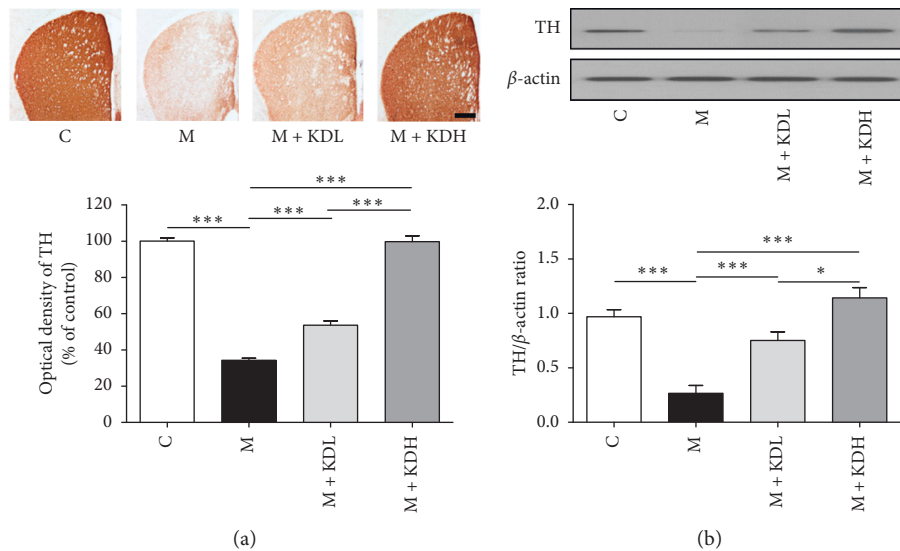 C
M
M + KDL
M + KDH
***
***
***
***
Optical density of TH
(% of control)
120
100
80
60
40
20
0
C
M
M + KDL
M + KDH
(a)
TH
β-actin
C
M
M + KDL
M + KDH
***
***
***
*
TH/β-actin ratio
2.0
1.5
1.0
0.5
0.0
C
M
M + KDL
M + KDH
(b)